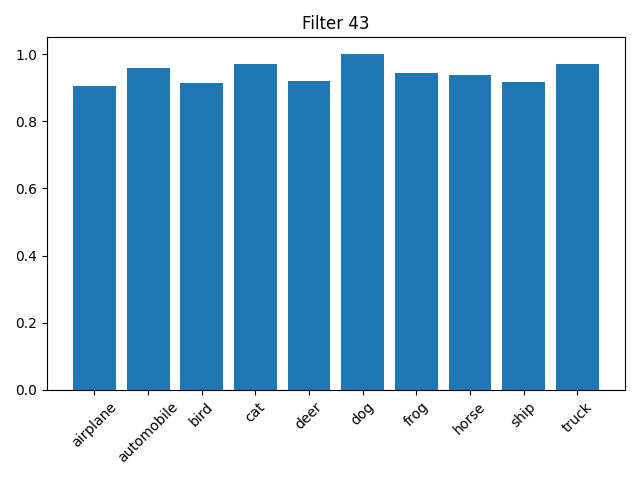 Filter 43
1.0
0.8
0.6
0.4
0.2
0.0
airplane
automobile
bird
cat
deer
dog
frog
horse
ship
truck